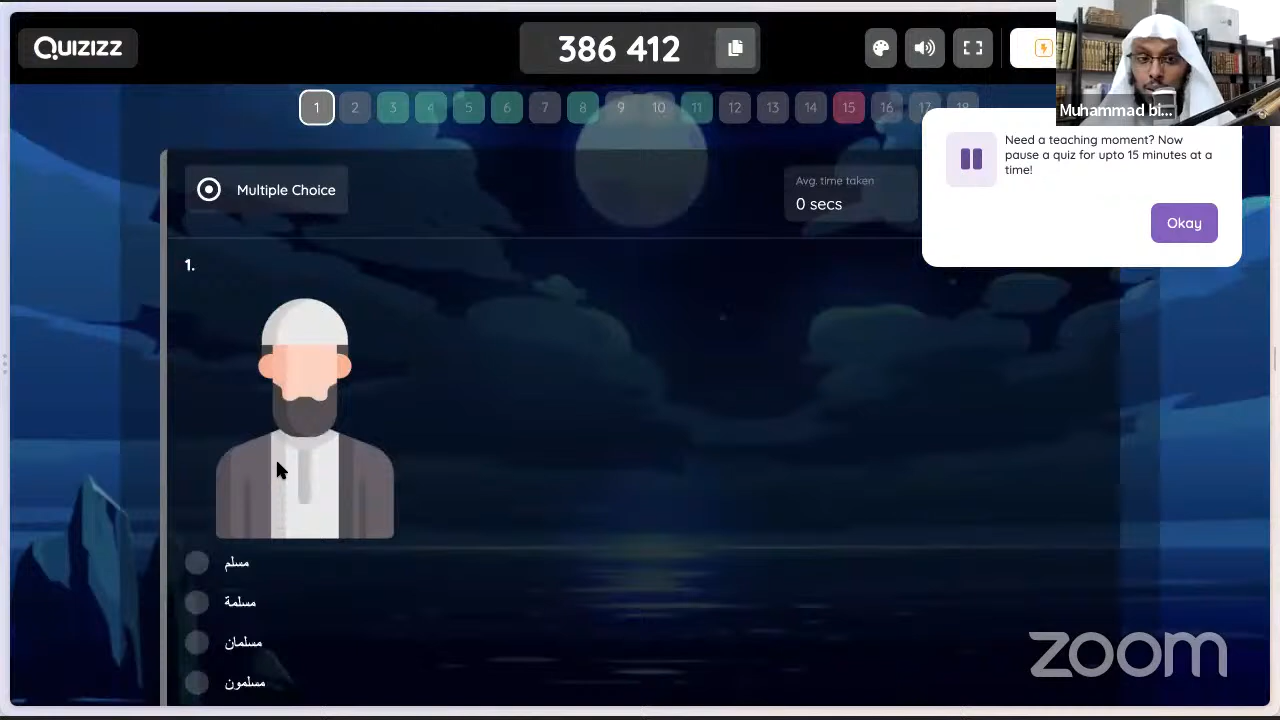 Quizizz
386 412
Muhammad bi...
1 2 3 4 5 6 7 8 9 10 11 12 13 14 15 16 17 18
Need a teaching moment? Now
pause a quiz for upto 15 minutes at a
time!
Okay
Multiple Choice
Avg. time taken
0 secs
1.
مسلم
مسلمة
مسلمان
مسلمون
zoom